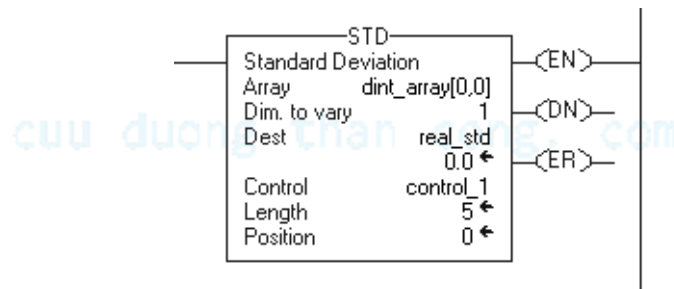 STD
Standard Deviation
Array dint_array[0,0]
Dim. to vary 1
Dest real_std
0.0
Control control_1
Length 5
Position 0
(EN)
(DN)
(ER)
cuu duong than cong. com